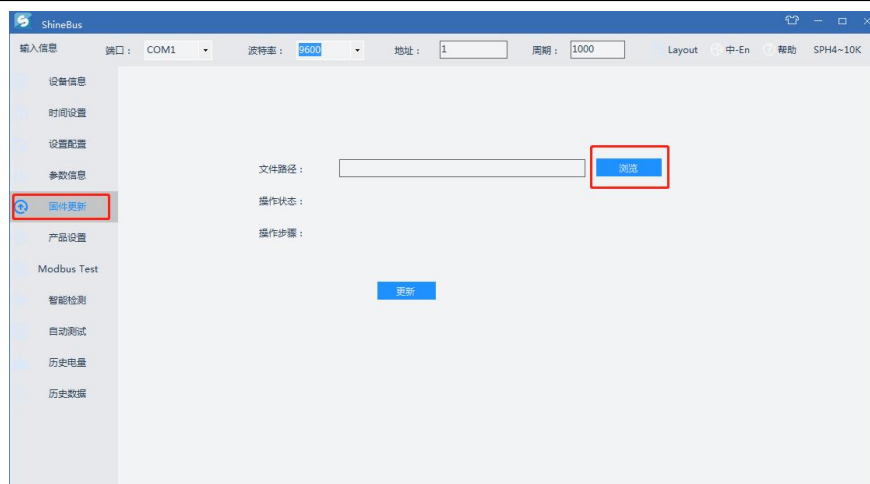 ShineBus
输入信息 端口： COM1 波特率： 9600 地址： 1 周期： 1000 Layout 中-En 帮助 SPH4~10K
设备信息
时间设置
设置配置
参数信息
文件路径： 浏览
固件更新
操作状态：
产品设置
操作步骤：
Modbus Test
更新
智能检测
自动测试
历史电量
历史数据